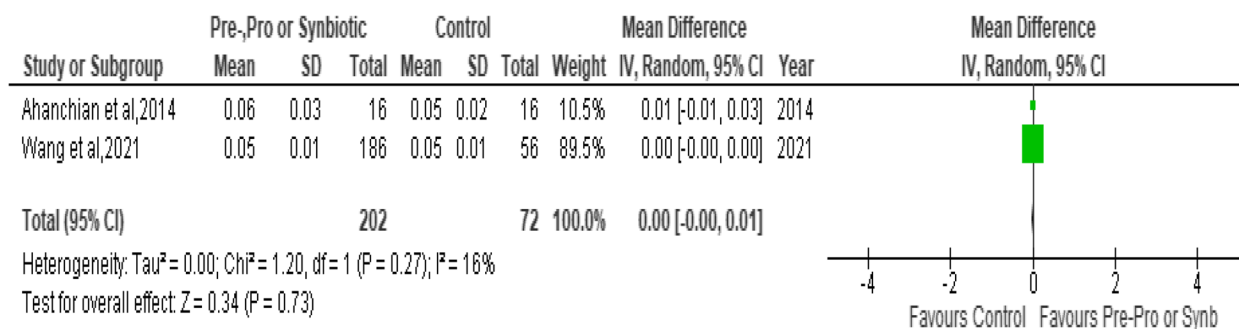 Pre-,Pro or Synbiotic Control Mean Difference Mean Difference
Study or Subgroup Mean SD Total Mean SD Total Weight IV, Random, 95% CI Year IV, Random, 95% CI
Ahanchian et al,2014 0.06 0.03 16 0.05 0.02 16 10.5% 0.01 [-0.01, 0.03] 2014
Wang et al,2021 0.05 0.01 186 0.05 0.01 56 89.5% 0.00 [-0.00, 0.00] 2021
Total (95% CI) 202 72 100.0% 0.00 [-0.00, 0.01]
Heterogeneity: Tau² = 0.00; Chi² = 1.20, df = 1 (P = 0.27); I² = 16%
Test for overall effect: Z = 0.34 (P = 0.73)
-4 -2 0 2 4
Favours Control Favours Pre-Pro or Synb